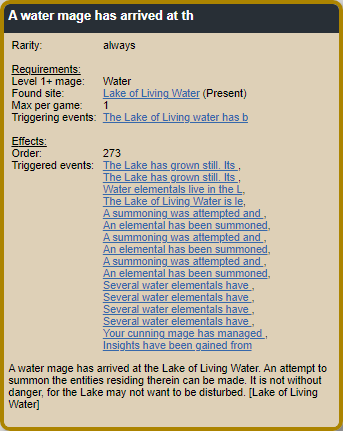 A water mage has arrived at th
Rarity: always
Requirements:
Level 1+ mage: Water
Found site: Lake of Living Water (Present)
Max per game: 1
Triggering events: The Lake of Living water has b
Effects:
Order: 273
Triggered events: The Lake has grown still. Its ,
The Lake has grown still. Its ,
Water elementals live in the L,
The Lake of Living Water is le,
A summoning was attempted and ,
An elemental has been summoned,
A summoning was attempted and ,
An elemental has been summoned,
A summoning was attempted and ,
An elemental has been summoned,
Several water elementals have ,
Several water elementals have ,
Several water elementals have ,
Several water elementals have ,
Your cunning mage has managed ,
Insights have been gained from
A water mage has arrived at the Lake of Living Water. An attempt to
summon the entities residing therein can be made. It is not without
danger, for the Lake may not want to be disturbed. [Lake of Living
Water]